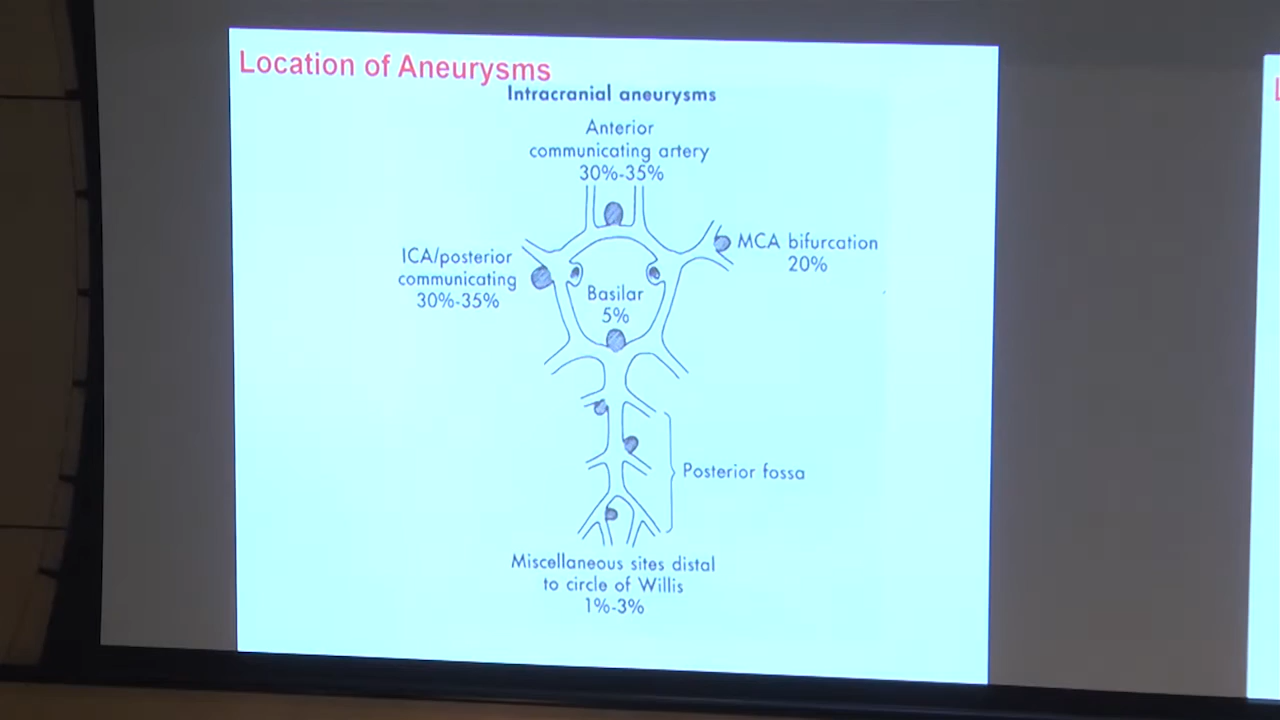 Location of Aneurysms
Intracranial aneurysms
Anterior
communicating artery
30%-35%
ICA/posterior
communicating
30%-35%
MCA bifurcation
20%
Basilar
5%
Posterior fossa
Miscellaneous sites distal
to circle of Willis
1%-3%